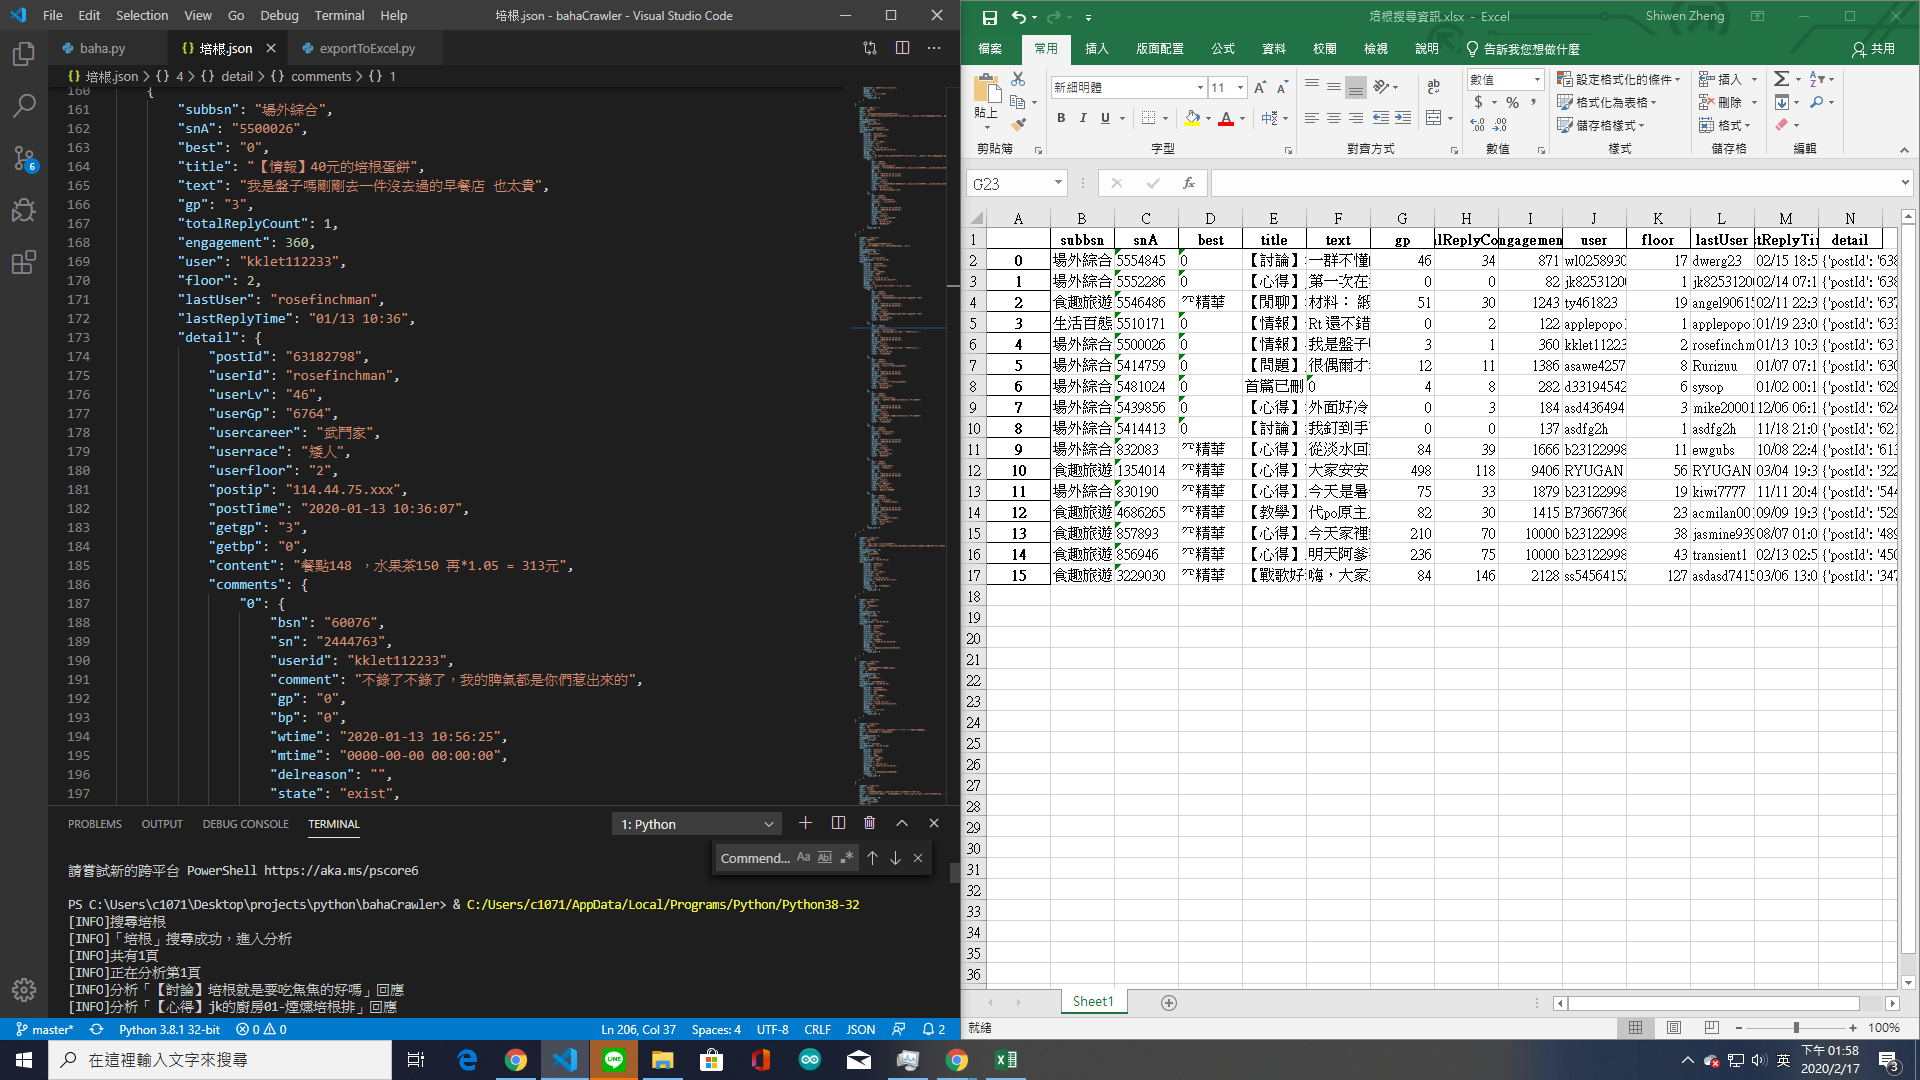 File Edit Selection View Go Debug Terminal Help
培根.json - bahaCrawler - Visual Studio Code
baha.py
{} 培根.json
exportToExcel.py
{} 培根.json > {} 4 > {} detail > {} comments > {} 1
160 {
161 "subbsn": "場外綜合",
162 "snA": "5500026",
163 "best": "0",
164 "title": "【情報】40元的培根蛋餅",
165 "text": "我是盤子嗎剛剛去一件沒去過的早餐店 也太貴",
166 "gp": "3",
167 "totalReplyCount": 1,
168 "engagement": 360,
169 "user": "kklet112233",
170 "floor": 2,
171 "lastUser": "rosefinchman",
172 "lastReplyTime": "01/13 10:36",
173 "detail": {
174 "postId": "63182798",
175 "userId": "rosefinchman",
176 "userLv": "46",
177 "userGp": "6764",
178 "usercareer": "武鬥家",
179 "userrace": "矮人",
180 "userfloor": "2",
181 "postip": "114.44.75.xxx",
182 "postTime": "2020-01-13 10:36:07",
183 "getgp": "3",
184 "getbp": "0",
185 "content": "餐點148 ，水果茶150 再*1.05 = 313元",
186 "comments": {
187 "0": {
188 "bsn": "60076",
189 "sn": "2444763",
190 "userid": "kklet112233",
191 "comment": "不錄了不錄了，我的脾氣都是你們惹出來的",
192 "gp": "0",
193 "bp": "0",
194 "wtime": "2020-01-13 10:56:25",
195 "mtime": "0000-00-00 00:00:00",
196 "delreason": "",
197 "state": "exist",
PROBLEMS OUTPUT DEBUG CONSOLE TERMINAL
1: Python
Commend... Aa Abl .*
請嘗試新的跨平台 PowerShell https://aka.ms/pscore6
PS C:\Users\c1071\Desktop\projects\python\bahaCrawler> & C:/Users/c1071/AppData/Local/Programs/Python/Python38-32
[INFO]搜尋培根
[INFO]「培根」搜尋成功，進入分析
[INFO]共有1頁
[INFO]正在分析第1頁
[INFO]分析「【討論】培根就是要吃焦焦的好嗎」回應
[INFO]分析「【心得】jk的廚房01-煙燻培根排」回應
6
master* Python 3.8.1 32-bit 0 0 Ln 206, Col 37 Spaces: 4 UTF-8 CRLF JSON 2
培根搜尋資訊.xlsx - Excel
Shiwen Zheng
檔案 常用 插入 版面配置 公式 資料 校閱 檢視 說明 告訴我您想做什麼 共用
貼上 新細明體 11 數值 設定格式化的條件 插入
B I U A $ % 格式化為表格 刪除
儲存格樣式 格式
剪貼簿 字型 對齊方式 數值 樣式 儲存格 編輯
G23 fx
A B C D E F G H I J K L M N
1 subbsn snA best title text gp ılReplyCo ngagemen user floor lastUser stReplyTin detail
2 0 場外綜合 5554845 0 【討論】 一群不懂 46 34 871 wl0258930 17 dwerg23 02/15 18:5 {'postId': '638
3 1 場外綜合 5552286 0 【心得】 第一次在 0 0 82 jk8253120 1 jk8253120 02/14 07:1 {'postId': '638
4 2 食趣旅遊 5546486 精華 【閒聊】 材料： 紙 51 30 1243 ty461823 19 angel90615 02/11 22:3 {'postId': '637
5 3 生活百態 5510171 0 【情報】 Rt 還不錯 0 2 122 applepopo 1 applepopo 01/19 23:0 {'postId': '633
6 4 場外綜合 5500026 0 【情報】 我是盤子 3 1 360 kklet11223 2 rosefinchm 01/13 10:3 {'postId': '631
7 5 場外綜合 5414759 0 【問題】 很偶爾才 12 11 1386 asawe4257 8 Rurizuu 01/07 07:1 {'postId': '630
8 6 場外綜合 5481024 0 首篇已刪 0 4 8 282 d33194542 6 sysop 01/02 00:1 {'postId': '629
9 7 場外綜合 5439856 0 【心得】 外面好冷 0 3 184 asd436494 3 mike20001 12/06 06:1 {'postId': '624
10 8 場外綜合 5414413 0 【討論】 我釘到手 0 0 137 asdfg2h 1 asdfg2h 11/18 21:0 {'postId': '621
11 9 場外綜合 832083 精華 【心得】 從淡水回 84 39 1666 b23122998 11 ewgubs 10/08 22:4 {'postId': '613
12 10 食趣旅遊 1354014 精華 【心得】 大家安安 498 118 9406 RYUGAN 56 RYUGAN 03/04 19:3 {'postId': '322
13 11 場外綜合 830190 精華 【心得】 今天是暑 75 33 1879 b23122998 19 kiwi7777 11/11 20:4 {'postId': '544
14 12 食趣旅遊 4686265 精華 【教學】 代po原主 82 30 1415 B73667366 23 acmilan00 09/09 19:3 {'postId': '529
15 13 食趣旅遊 857893 精華 【心得】 今天家裡 210 70 10000 b23122998 38 jasmine939 08/07 01:0 {'postId': '489
16 14 食趣旅遊 856946 精華 【心得】 明天阿爹 236 75 10000 b23122998 43 transient1 02/13 02:5 {'postId': '450
17 15 食趣旅遊 3229030 精華 【戰歌好 嗨，大家 84 146 2128 ss5456415 127 asdasd7415 03/06 13:0 {'postId': '347
18
19
20
21
22
23
24
25
26
27
28
29
30
31
32
33
34
35
36
Sheet1
就緒 100%
在這裡輸入文字來搜尋
LINE
英
下午 01:58
2020/2/17
3